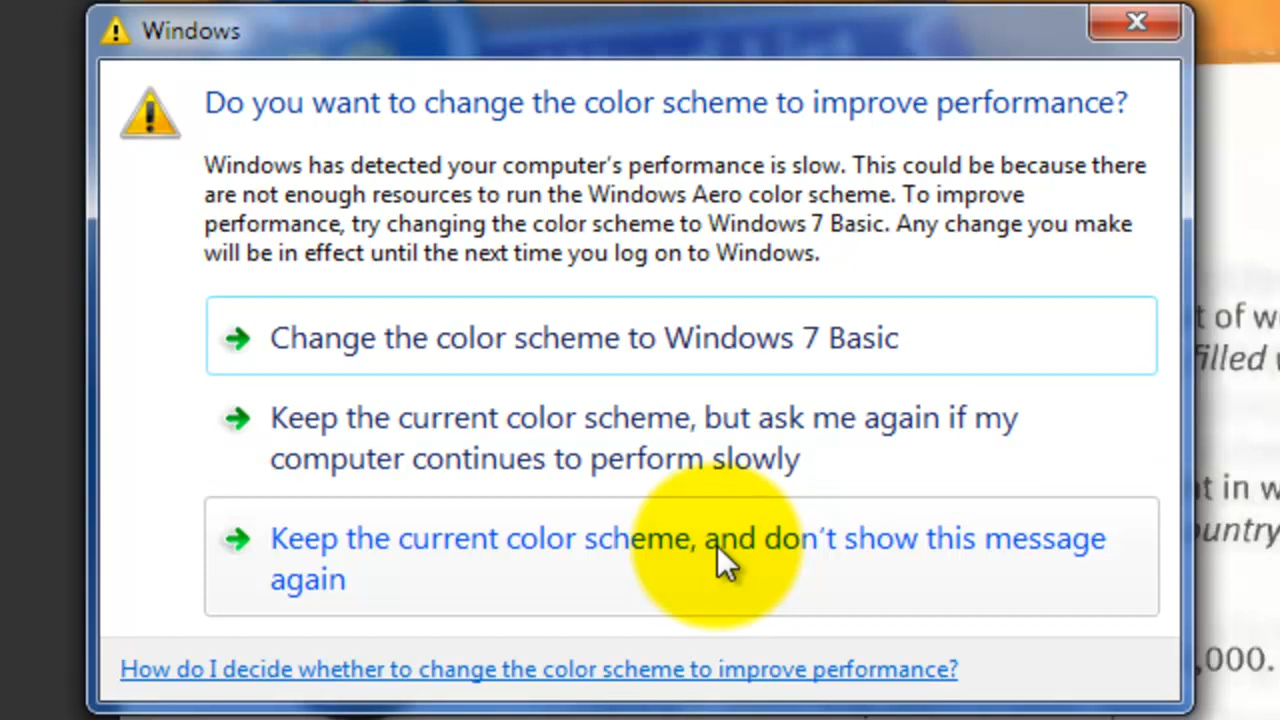 Windows
Do you want to change the color scheme to improve performance?
Windows has detected your computer's performance is slow. This could be because there
are not enough resources to run the Windows Aero color scheme. To improve
performance, try changing the color scheme to Windows 7 Basic. Any change you make
will be in effect until the next time you log on to Windows.
Change the color scheme to Windows 7 Basic
Keep the current color scheme, but ask me again if my
computer continues to perform slowly
Keep the current color scheme, and don't show this message
again
How do I decide whether to change the color scheme to improve performance?
of
filled
in
,000.